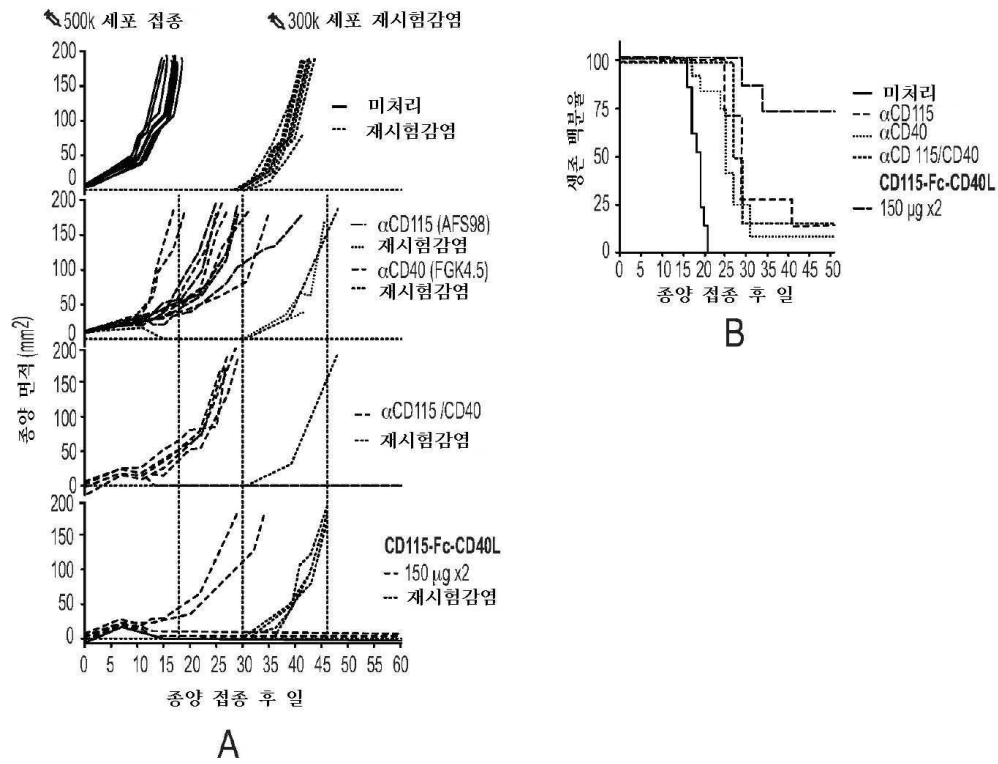 500k 세포 접종
300k 세포 재시험감염
200
150
100
50
0
미처리
재시험감염
200
150
100
50
0
αCD115 (AFS98)
재시험감염
αCD40 (FGK4.5)
재시험감염
200
150
100
50
0
αCD115 /CD40
재시험감염
200
150
100
50
0
CD115-Fc-CD40L
150 μg x2
재시험감염
종양 면적 (mm2)
0 5 10 15 20 25 30 35 40 45 50 55 60
종양 접종 후 일
A
생존 백분율
100
75
50
25
0
0 5 10 15 20 25 30 35 40 45 50
종양 접종 후 일
미처리
αCD115
αCD40
αCD 115/CD40
CD115-Fc-CD40L
150 μg x2
B